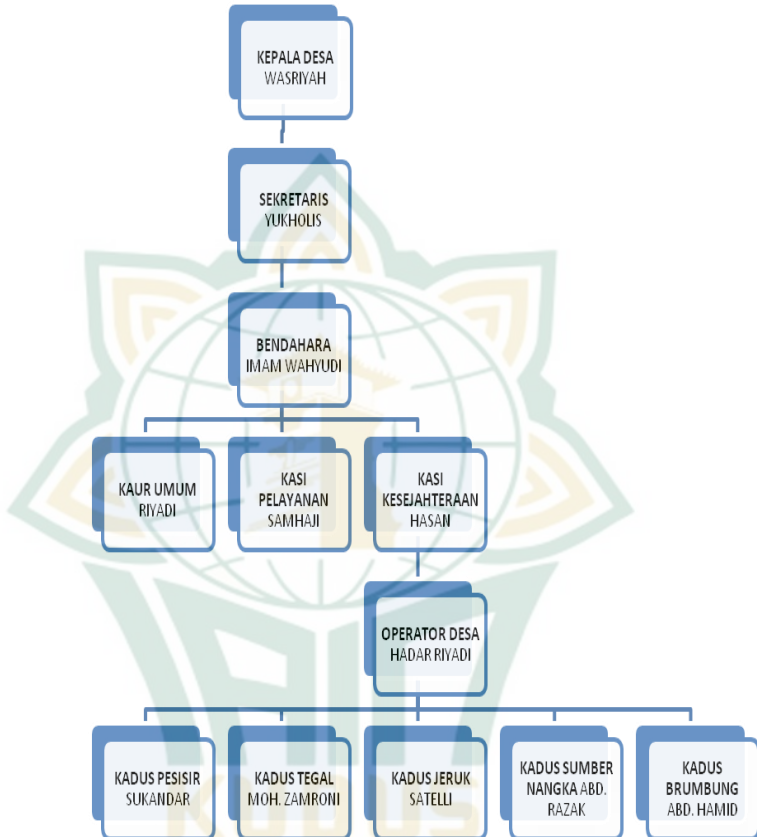 KEPALA DESA
WASRIYAH
SEKRETARIS
YUKHOLIS
BENDAHARA
IMAM WAHYUDI
KAUR UMUM
RIYADI
KASI
PELAYANAN
SAMHAJI
KASI
KESEJAHTERAAN
HASAN
OPERATOR DESA
HADAR RIYADI
KADUS PESISIR
SUKANDAR
KADUS TEGAL
MOH. ZAMRONI
KADUS JERUK
SATELLI
KADUS SUMBER
NANGKA ABD.
RAZAK
KADUS
BRUMBUNG
ABD. HAMID
IAIN
KUDUS